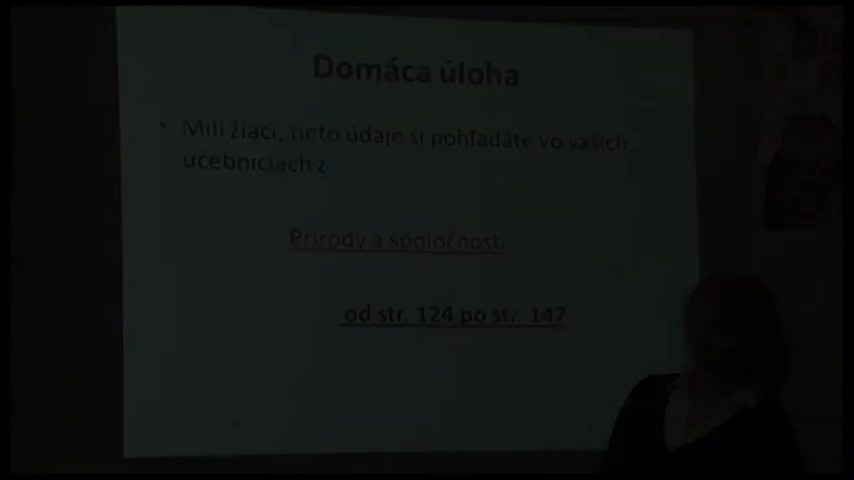 Domáca úloha
• Milí žiaci, tieto údaje si pohľadáte vo vašich
učebniciach z
Prírody a spoločnosti
od str. 124 po str. 147